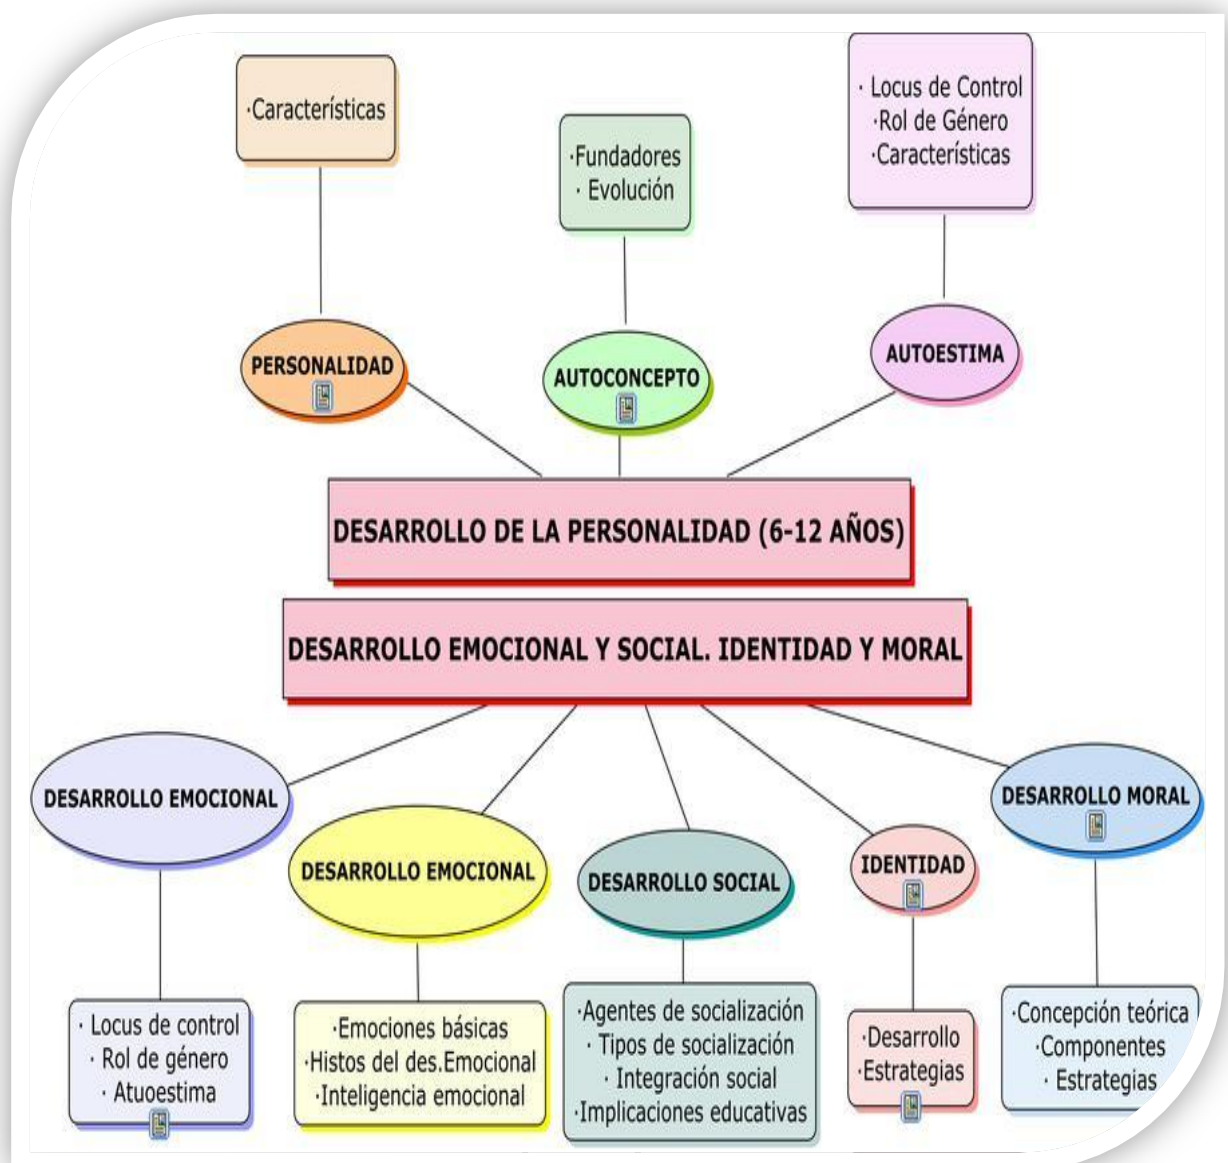 ·Características
·Fundadores
· Evolución
· Locus de Control
·Rol de Género
·Características
PERSONALIDAD
AUTOCONCEPTO
AUTOESTIMA
DESARROLLO DE LA PERSONALIDAD (6-12 AÑOS)
DESARROLLO EMOCIONAL Y SOCIAL. IDENTIDAD Y MORAL
DESARROLLO EMOCIONAL
DESARROLLO EMOCIONAL
DESARROLLO SOCIAL
IDENTIDAD
DESARROLLO MORAL
· Locus de control
· Rol de género
· Atuoestima
·Emociones básicas
·Histos del des.Emocional
·Inteligencia emocional
·Agentes de socialización
· Tipos de socialización
· Integración social
·Implicaciones educativas
·Desarrollo
·Estrategias
·Concepción teórica
·Componentes
· Estrategias